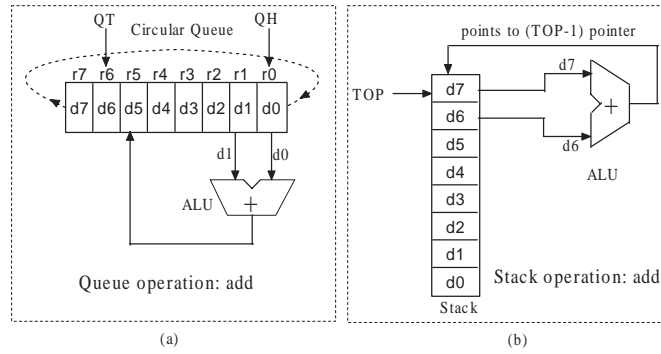 QT
Circular Queue
QH
r7 r6 r5 r4 r3 r2 r1 r0
d7 d6 d5 d4 d3 d2 d1 d0
d1 d0
ALU
+
Queue operation: add
(a)
points to (TOP-1) pointer
TOP
d7
d6
d5
d4
d3
d2
d1
d0
Stack
d7
+
d6
ALU
Stack operation: add
(b)